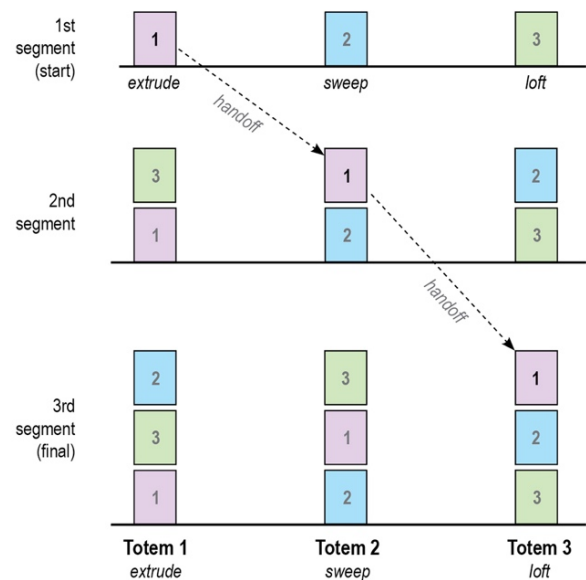 1st
segment
(start)
1
2
3
extrude
sweep
loft
handoff
2nd
segment
3
1
2
1
2
3
handoff
3rd
segment
(final)
2
3
1
3
1
2
1
2
3
Totem 1
Totem 2
Totem 3
extrude
sweep
loft